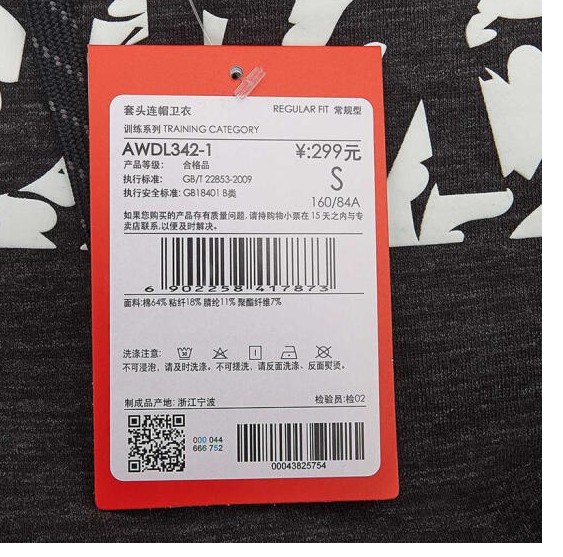 套头连帽卫衣 REGULAR FIT 常规型
训练系列 TRAINING CATEGORY
AWDL342-1 ¥:299元
产品等级: 合格品
执行标准: GB/T 22853-2009 S
执行安全标准: GB18401 B类 160/84A
如果您购买的产品存有质量问题,请持购物小票在15天之内与专
卖店联系,以便及时解决。
6 902258 417873
面料:棉64% 粘纤18% 腈纶11% 聚酯纤维7%
洗涤注意:
不可浸泡, 请及时洗涤。不可搓洗, 请反面洗涤、反面熨烫。
制成品产地: 浙江宁波 检验员:检02
000 044
666 752
00043825754